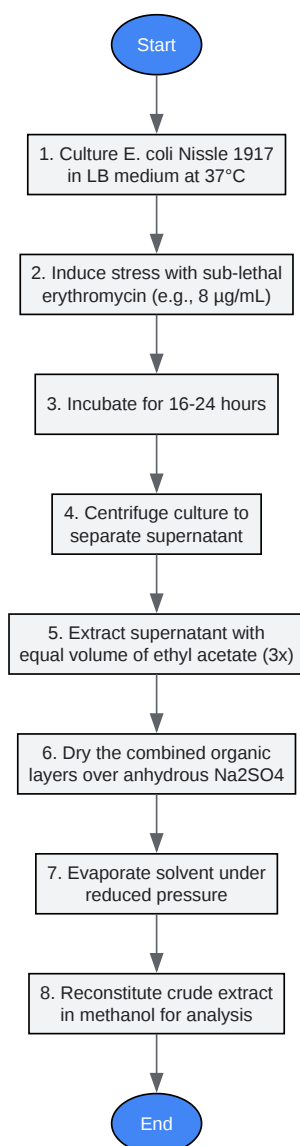 Start
1. Culture E. coli Nissle 1917
in LB medium at 37°C
2. Induce stress with sub-lethal
erythromycin (e.g., 8 µg/mL)
3. Incubate for 16-24 hours
4. Centrifuge culture to
separate supernatant
5. Extract supernatant with
equal volume of ethyl acetate (3x)
6. Dry the combined organic
layers over anhydrous Na2SO4
7. Evaporate solvent under
reduced pressure
8. Reconstitute crude extract
in methanol for analysis
End